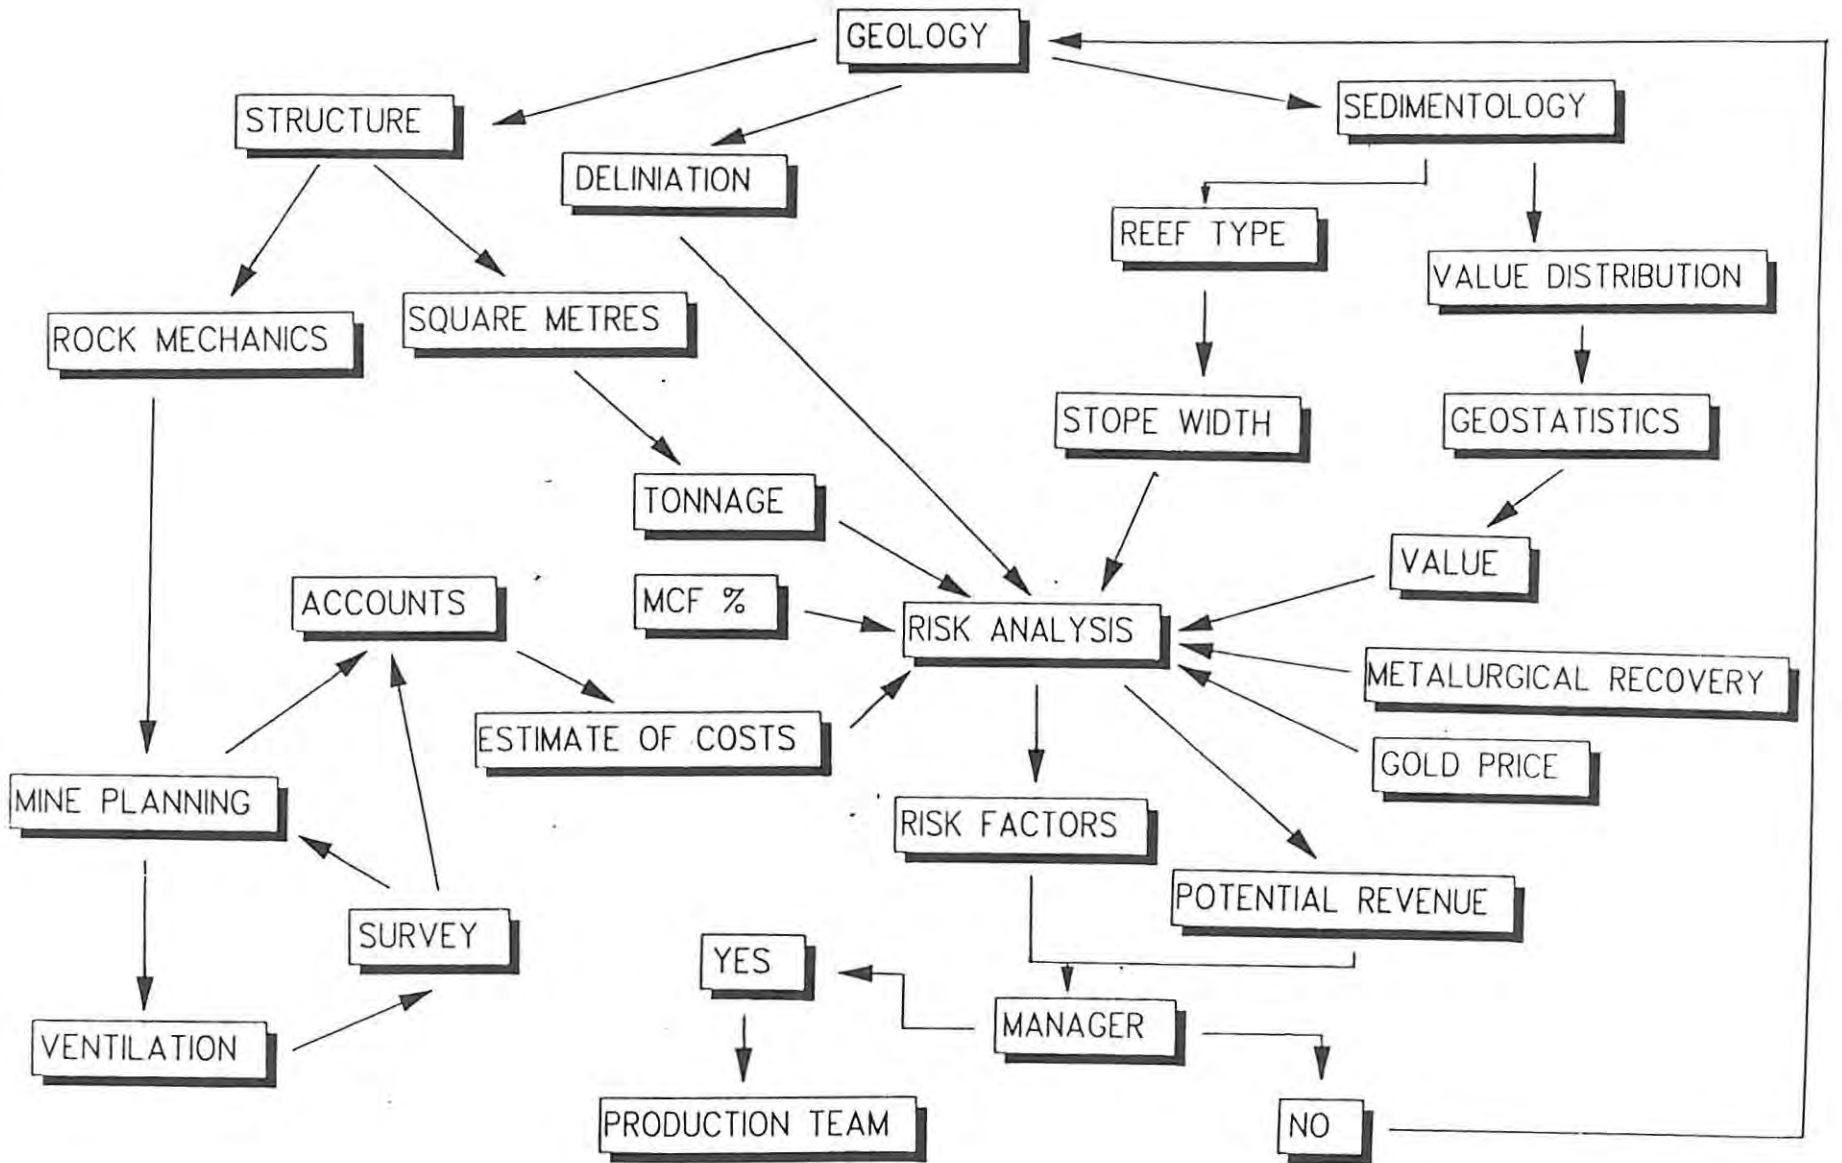 GEOLOGY
STRUCTURE
SEDIMENTOLOGY
DELINIATION
REEF TYPE
VALUE DISTRIBUTION
ROCK MECHANICS
SQUARE METRES
STOPE WIDTH
GEOSTATISTICS
TONNAGE
VALUE
ACCOUNTS
MCF %
RISK ANALYSIS
METALURGICAL RECOVERY
ESTIMATE OF COSTS
GOLD PRICE
MINE PLANNING
RISK FACTORS
POTENTIAL REVENUE
SURVEY
YES
MANAGER
VENTILATION
PRODUCTION TEAM
NO